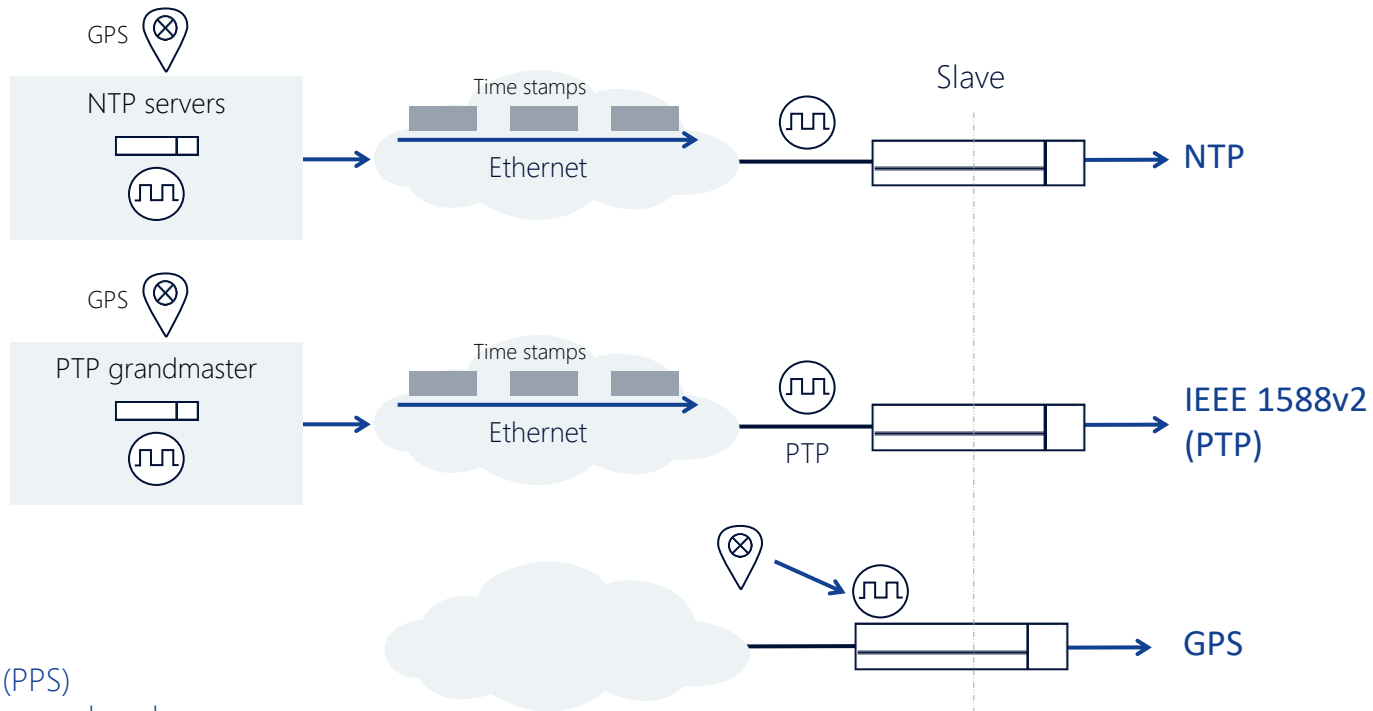 GPS
NTP servers
Time stamps
Ethernet
Slave
NTP
GPS
PTP grandmaster
Time stamps
Ethernet
PTP
IEEE 1588v2
(PTP)
GPS
(PPS)